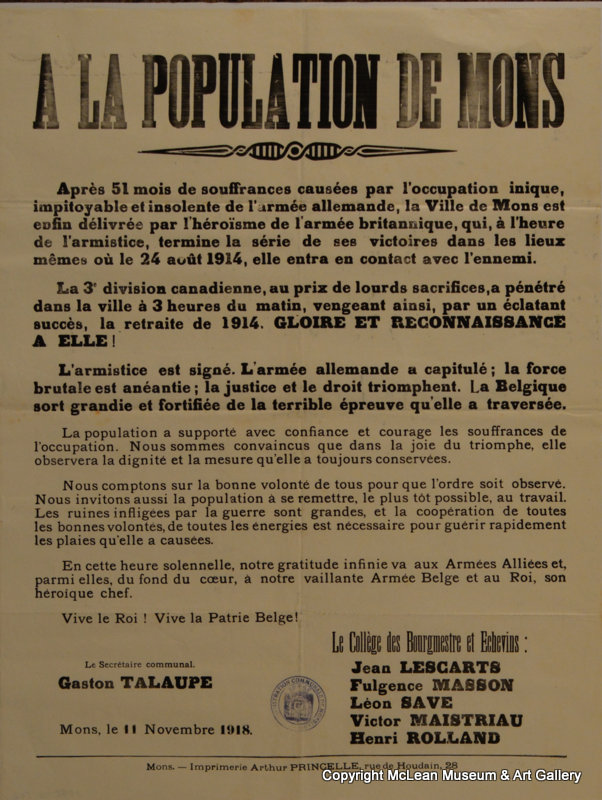 A LA POPULATION DE MONS
Après 51 mois de souffrances causées par l'occupation inique,
impitoyable et insolente de l'armée allemande, la Ville de Mons est
enfin délivrée par l'héroïsme de l'armée britannique, qui, à l'heure
de l'armistice, termine la série de ses victoires dans les lieux
mêmes où le 24 août 1914, elle entra en contact avec l'ennemi.
La 3e division canadienne, au prix de lourds sacrifices, a pénétré
dans la ville à 3 heures du matin, vengeant ainsi, par un éclatant
succès, la retraite de 1914. GLOIRE ET RECONNAISSANCE
A ELLE !
L'armistice est signé. L'armée allemande a capitulé ; la force
brutale est anéantie ; la justice et le droit triomphent. La Belgique
sort grandie et fortifiée de la terrible épreuve qu'elle a traversée.
La population a supporté avec confiance et courage les souffrances de
l'occupation. Nous sommes convaincus que dans la joie du triomphe, elle
observera la dignité et la mesure qu'elle a toujours conservées.
Nous comptons sur la bonne volonté de tous pour que l'ordre soit observé.
Nous invitons aussi la population à se remettre, le plus tôt possible, au travail.
Les ruines infligées par la guerre sont grandes, et la coopération de toutes
les bonnes volontés, de toutes les énergies est nécessaire pour guérir rapidement
les plaies qu'elle a causées.
En cette heure solennelle, notre gratitude infinie va aux Armées Alliées et,
parmi elles, du fond du cœur, à notre vaillante Armée Belge et au Roi, son
héroïque chef.
Vive le Roi ! Vive la Patrie Belge !
Le Secrétaire communal.
Gaston TALAUPE
Mons, le 11 Novembre 1918.
Le Collège des Bourgmestre et Echevins :
Jean LESCARTS
Fulgence MASSON
Léon SAVE
Victor MAISTRIAU
Henri ROLLAND
Mons. — Imprimerie Arthur PRINCELLE, rue de Houdain, 28
Copyright McLean Museum & Art Gallery